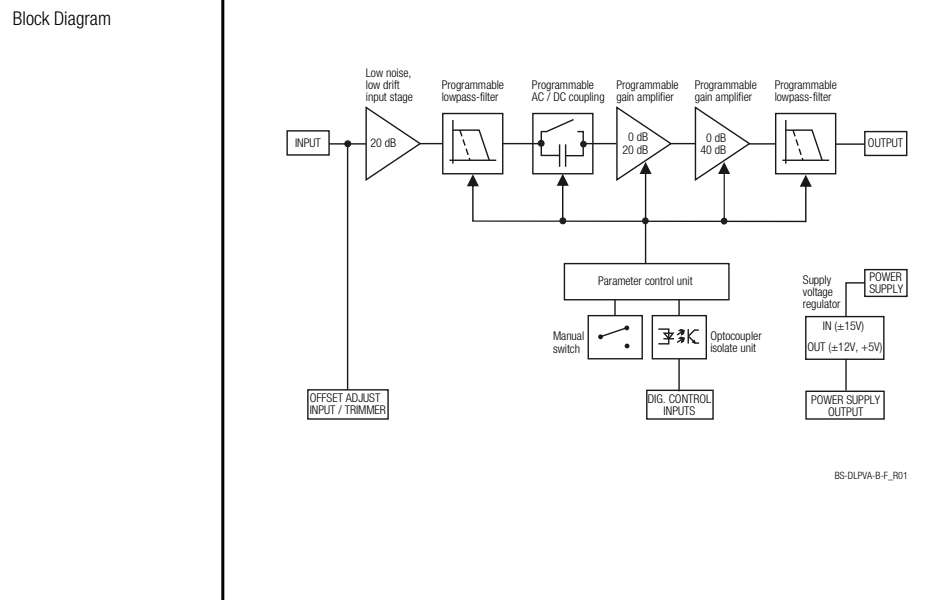 Block Diagram
Low noise,
low drift
input stage
Programmable
lowpass-filter
Programmable
AC / DC coupling
Programmable
gain amplifier
Programmable
gain amplifier
Programmable
lowpass-filter
INPUT
20 dB
0 dB
20 dB
0 dB
40 dB
OUTPUT
Parameter control unit
Manual
switch
Optocoupler
isolate unit
Supply
voltage
regulator
POWER
SUPPLY
IN (±15V)
OUT (±12V, +5V)
OFFSET ADJUST
INPUT / TRIMMER
DIG. CONTROL
INPUTS
POWER SUPPLY
OUTPUT
BS-DLPVA-B-F_R01